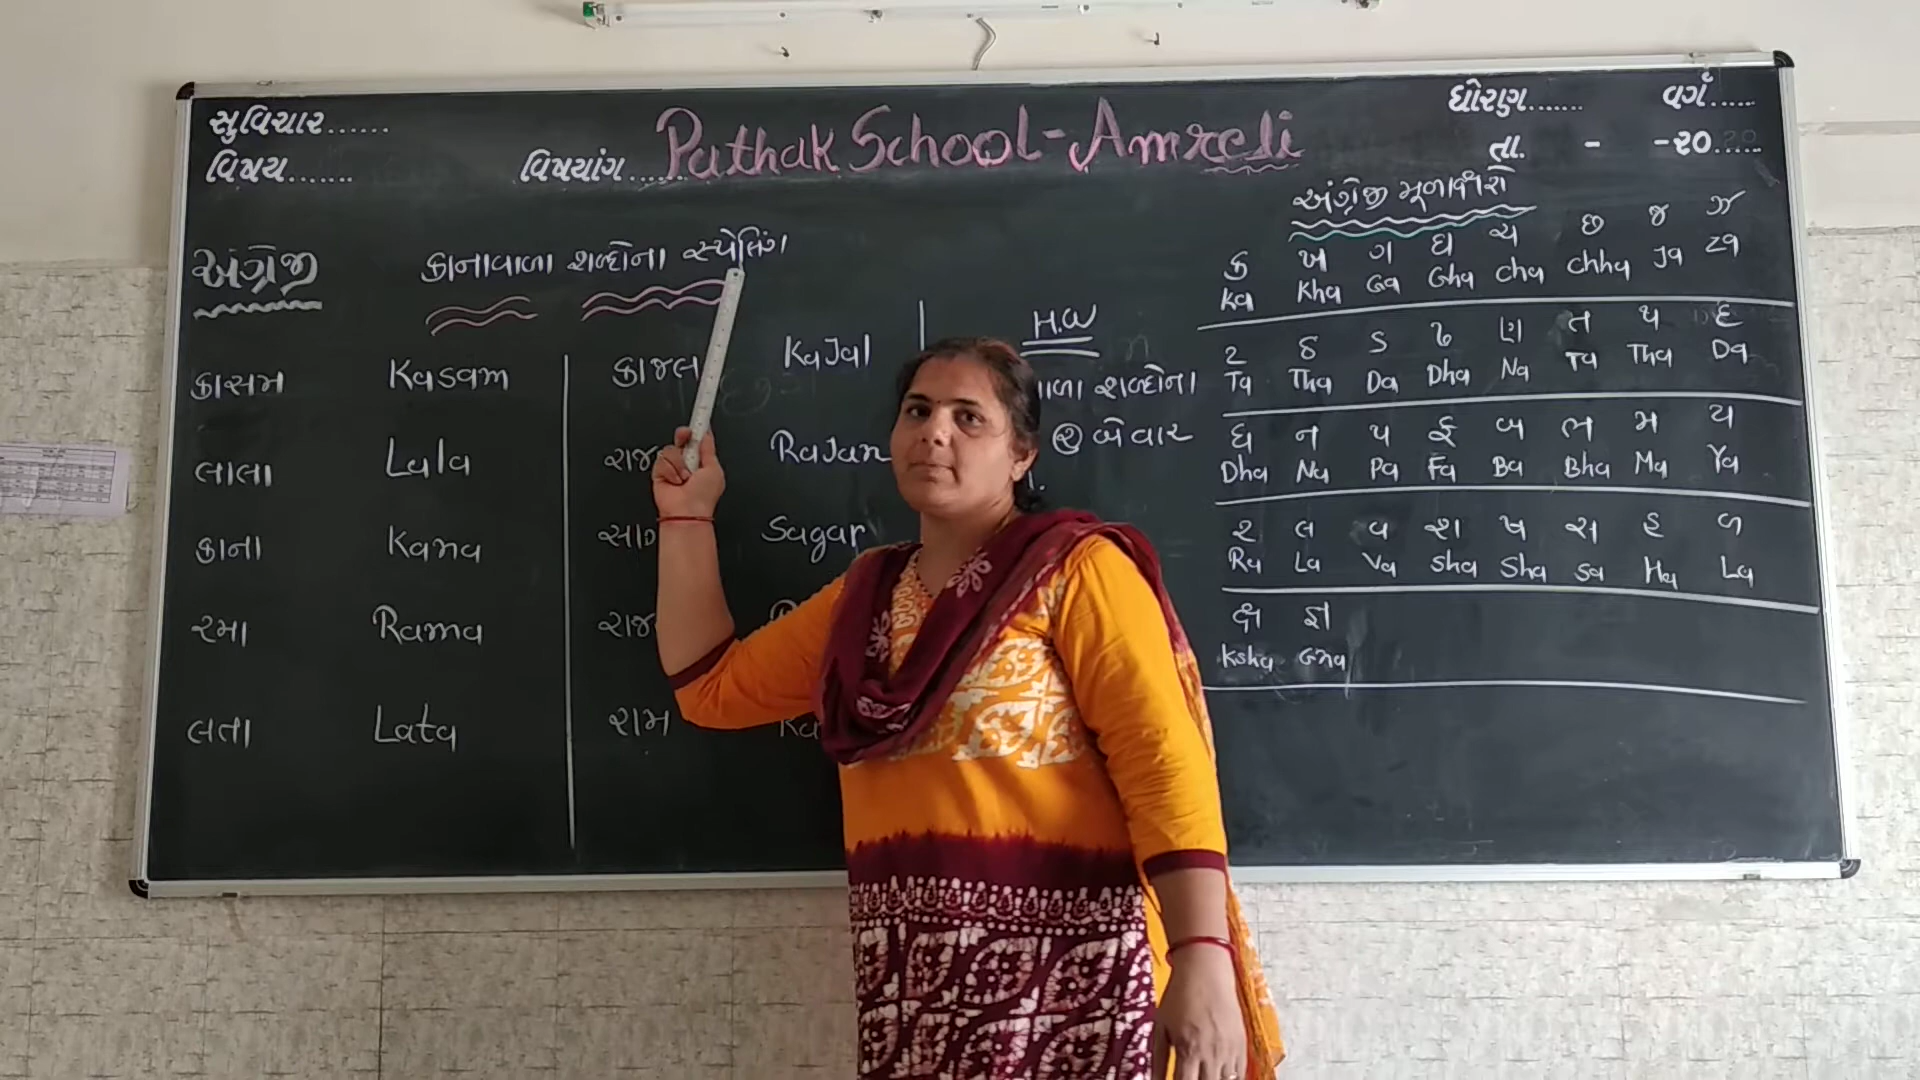 સુવિચાર......
વિષય.......
વિષયાંગ......
Pathak School-Amreli
ધોરણ.......
વર્ગ......
તા. - -૨૦......
અંગ્રેજી
કાનાવાળા શબ્દોના સ્પેલિંગ
કાસમ Kasam
લાલા Lala
કાના Kana
રમા Rama
લતા Lata
કાજલ KaJal
રાજ RaJan
સાગ Sagar
રાજ
રામ Ra
H.W
વાળા શબ્દોના
૨ બે વાર
અંગ્રેજી મૂળાક્ષરો
ક ખ ગ ઘ ચ છ જ ઝ
Ka Kha Ga Gha Cha Chha Ja Za
ટ ઠ ડ ઢ ણ ત થ દ
Ta Tha Da Dha Na Ta Tha Da
ધ ન પ ફ બ ભ મ ય
Dha Na Pa Fa Ba Bha Ma Ya
ર લ વ શ ષ સ હ ળ
Ra La Va Sha Sha Sa Ha La
ક્ષ જ્ઞ
Ksha Gna